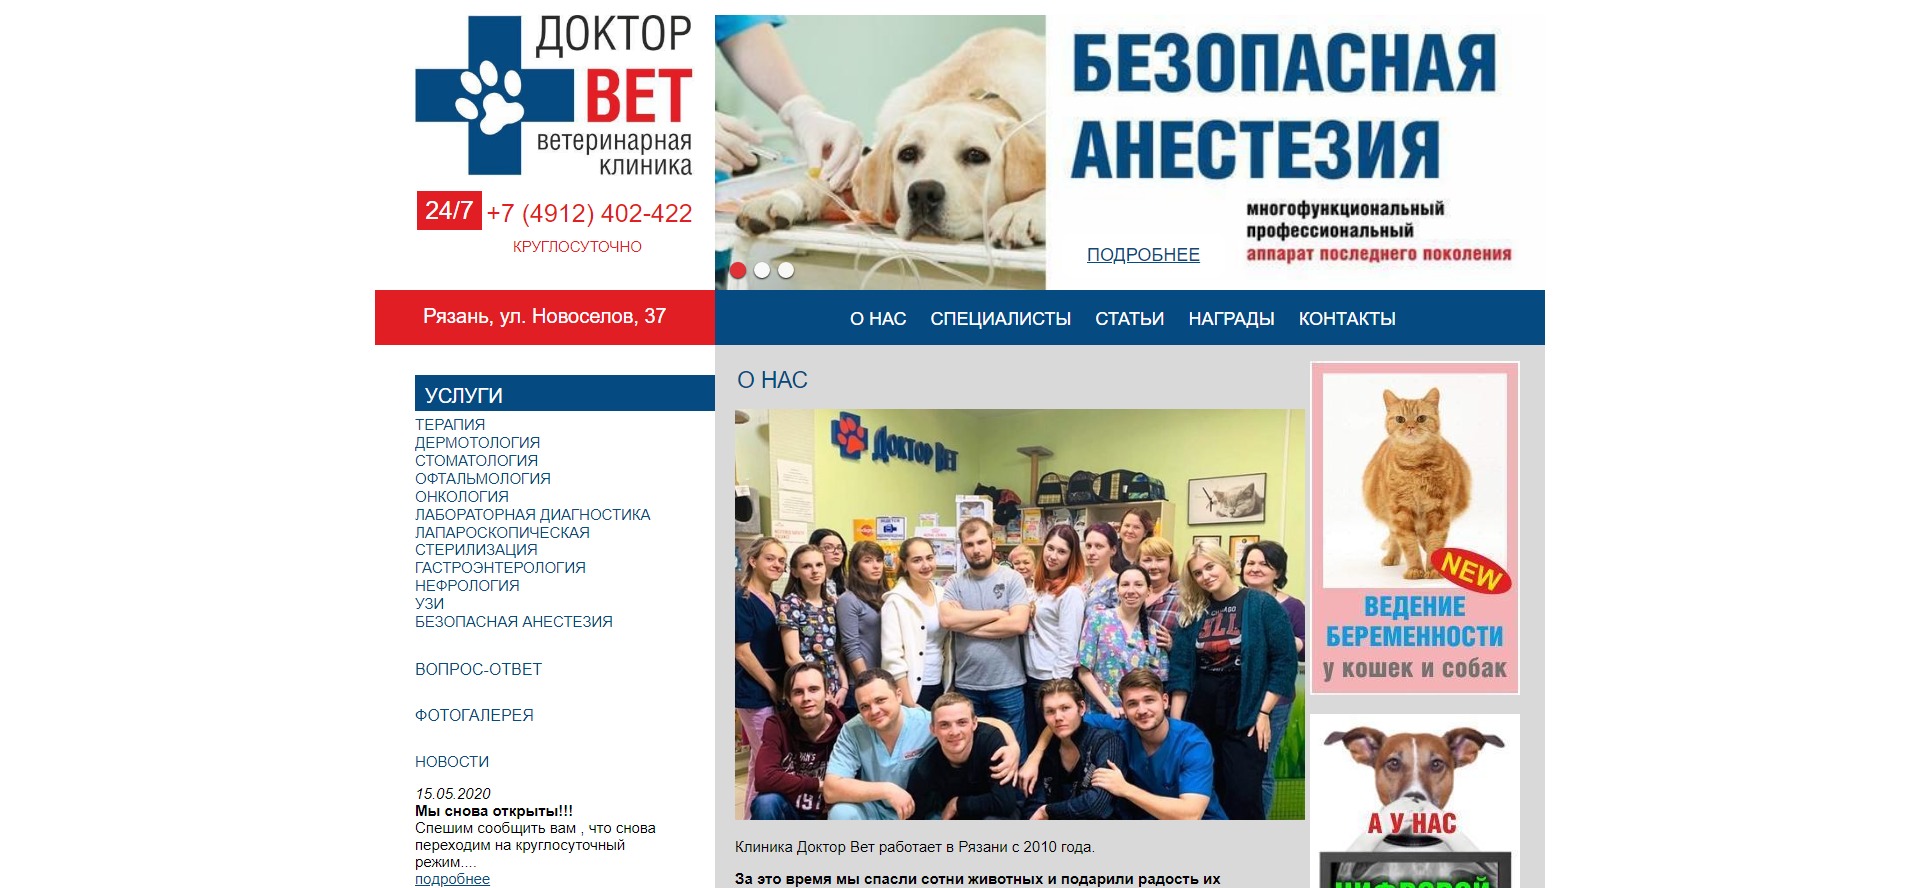 ДОКТОР
ВЕТ
ветеринарная
клиника
24/7 +7 (4912) 402-422
КРУГЛОСУТОЧНО
БЕЗОПАСНАЯ
АНЕСТЕЗИЯ
многофункциональный
профессиональный
аппарат последнего поколения
ПОДРОБНЕЕ
Рязань, ул. Новоселов, 37
О НАС СПЕЦИАЛИСТЫ СТАТЬИ НАГРАДЫ КОНТАКТЫ
УСЛУГИ
ТЕРАПИЯ
ДЕРМОТОЛОГИЯ
СТОМАТОЛОГИЯ
ОФТАЛЬМОЛОГИЯ
ОНКОЛОГИЯ
ЛАБОРАТОРНАЯ ДИАГНОСТИКА
ЛАПАРОСКОПИЧЕСКАЯ
СТЕРИЛИЗАЦИЯ
ГАСТРОЭНТЕРОЛОГИЯ
НЕФРОЛОГИЯ
УЗИ
БЕЗОПАСНАЯ АНЕСТЕЗИЯ
ВОПРОС-ОТВЕТ
ФОТОГАЛЕРЕЯ
НОВОСТИ
15.05.2020
Мы снова открыты!!!
Спешим сообщить вам , что снова
переходим на круглосуточный
режим....
подробнее
О НАС
Доктор Вет
Клиника Доктор Вет работает в Рязани с 2010 года.
За это время мы спасли сотни животных и подарили радость их
NEW
ВЕДЕНИЕ
БЕРЕМЕННОСТИ
у кошек и собак
А У НАС
ЦИФРОВОЙ